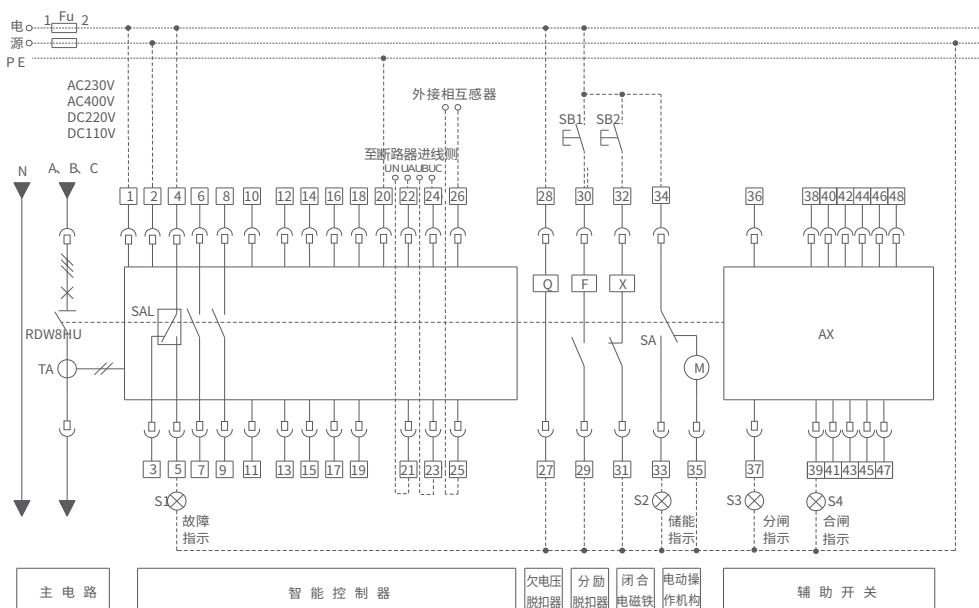 电 1 Fu 2
源
PE
AC230V
AC400V
DC220V
DC110V
外接相互感器
SB1 SB2
至断路器进线侧
UN UA UB UC
N A、B、C
1 2 4 6 8 10 12 14 16 18 20 22 24 26 28 30 32 34 36 38 40 42 44 46 48
Q F X
SAL
RDW8HU SA AX
TA M
3 5 7 9 11 13 15 17 19 21 23 25 27 29 31 33 35 37 39 41 43 45 47
S1 S2 S3 S4
故障 储能 分闸 合闸
指示 指示 指示 指示
主电路 智能控制器 欠电压 分励 闭合 电动操 辅助开关
脱扣器 脱扣器 电磁铁 作机构